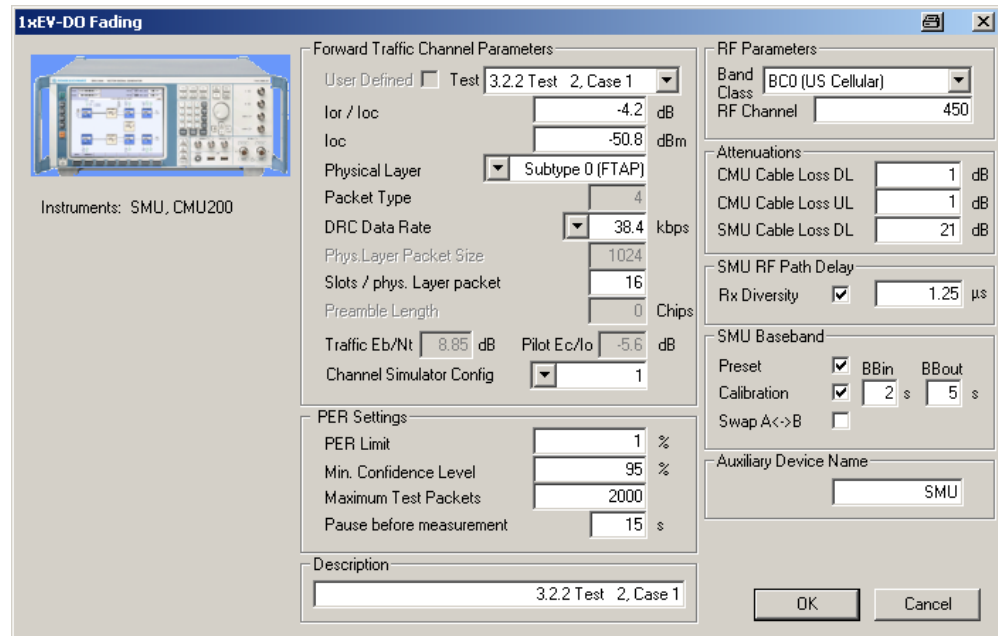 1xEV-DO Fading
Instruments: SMU, CMU200
Forward Traffic Channel Parameters
User Defined Test 3.2.2 Test 2, Case 1
Ior / Ioc -4.2 dB
Ioc -50.8 dBm
Physical Layer Subtype 0 (FTAP)
Packet Type 4
DRC Data Rate 38.4 kbps
Phys.Layer Packet Size 1024
Slots / phys. Layer packet 16
Preamble Length 0 Chips
Traffic Eb/Nt 8.85 dB Pilot Ec/Io -5.6 dB
Channel Simulator Config 1
PER Settings
PER Limit 1 %
Min. Confidence Level 95 %
Maximum Test Packets 2000
Pause before measurement 15 s
Description
3.2.2 Test 2, Case 1
RF Parameters
Band Class BC0 (US Cellular)
RF Channel 450
Attenuations
CMU Cable Loss DL 1 dB
CMU Cable Loss UL 1 dB
SMU Cable Loss DL 21 dB
SMU RF Path Delay
Rx Diversity 1.25 µs
SMU Baseband
Preset BBin BBout
Calibration 2 s 5 s
Swap A<->B
Auxiliary Device Name
SMU
OK Cancel